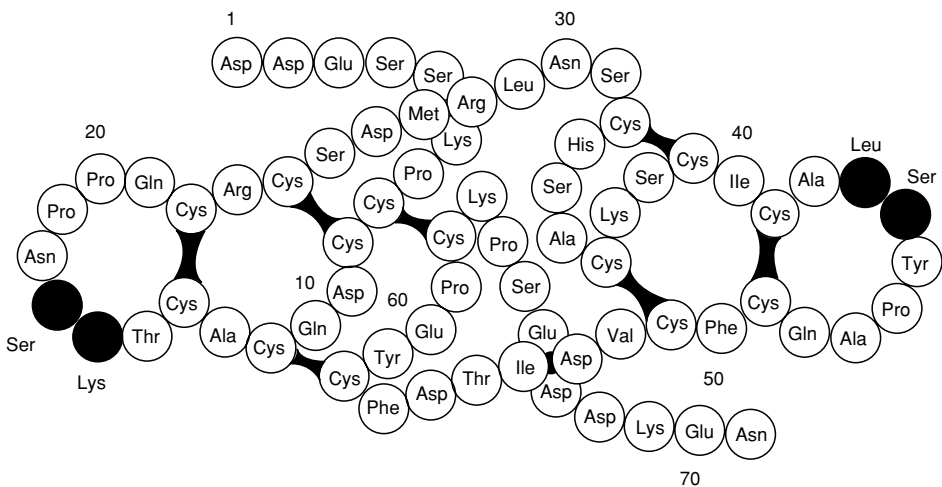 1
Asp
Asp
Glu
Ser
Ser
Lys
Pro
Cys
Cys
Asp
10
Gln
Cys
Ala
Cys
Thr
Lys
Ser
Asn
Pro
Pro
20
Gln
Cys
Arg
Cys
Ser
Asp
Met
Arg
Leu
Asn
30
Ser
Cys
His
Ser
Ala
Cys
Lys
Ser
Cys
Ile
40
Cys
Ala
Leu
Ser
Tyr
Pro
Ala
Gln
Cys
Phe
50
Cys
Val
Asp
Ile
Thr
Asp
Phe
Cys
Tyr
Glu
60
Pro
Cys
Lys
Pro
Ser
Glu
Asp
Asp
Lys
Glu
70
Asn